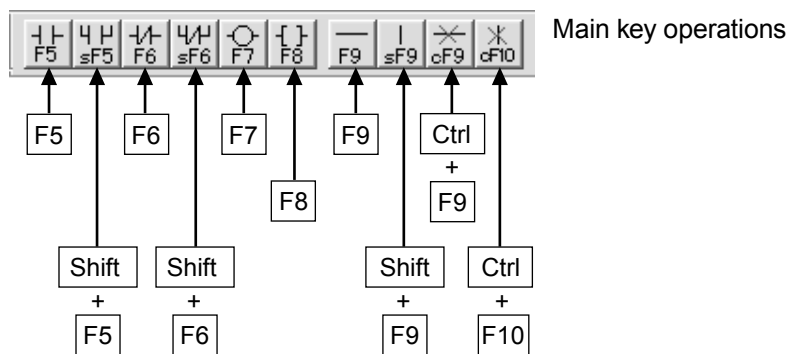 Main key operations
F5 sF5 F6 sF6 F7 F8 F9 sF9 cF9 cF10
F5 F6 F7 F9 Ctrl
+
F8 F9
Shift Shift Shift Ctrl
+ + + +
F5 F6 F9 F10